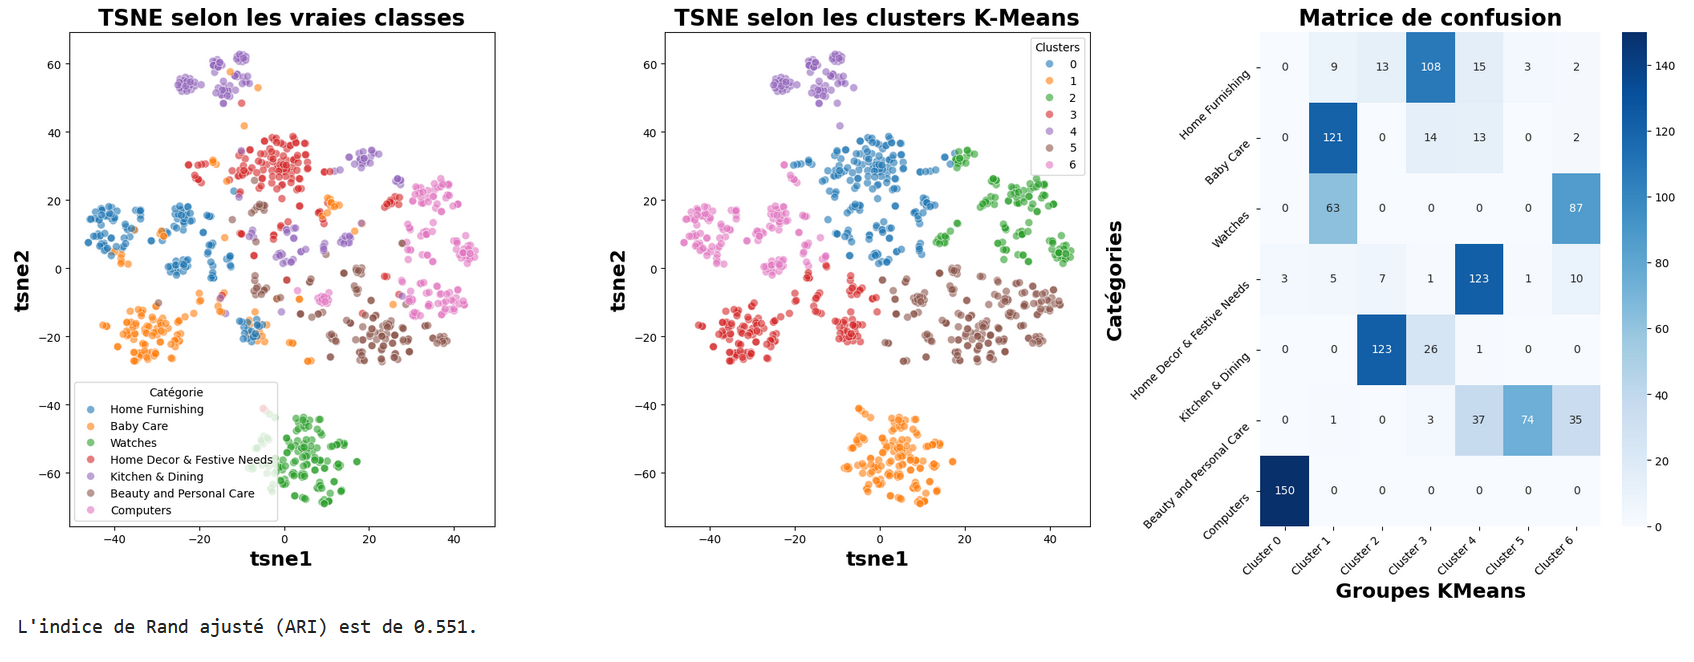 TSNE selon les vraies classes
60
40
20
0
−20
−40
−60
tsne2
−40
−20
0
20
40
tsne1
Catégorie
Home Furnishing
Baby Care
Watches
Home Decor & Festive Needs
Kitchen & Dining
Beauty and Personal Care
Computers
TSNE selon les clusters K-Means
60
40
20
0
−20
−40
−60
tsne2
−40
−20
0
20
40
tsne1
Clusters
0
1
2
3
4
5
6
Matrice de confusion
Catégories
Home Furnishing
0 9 13 108 15 3 2
Baby Care
0 121 0 14 13 0 2
Watches
0 63 0 0 0 0 87
Home Decor & Festive Needs
3 5 7 1 123 1 10
Kitchen & Dining
0 0 123 26 1 0 0
Beauty and Personal Care
0 1 0 3 37 74 35
Computers
150 0 0 0 0 0 0
Cluster 0
Cluster 1
Cluster 2
Cluster 3
Cluster 4
Cluster 5
Cluster 6
Groupes KMeans
140
120
100
80
60
40
20
0
L'indice de Rand ajusté (ARI) est de 0.551.